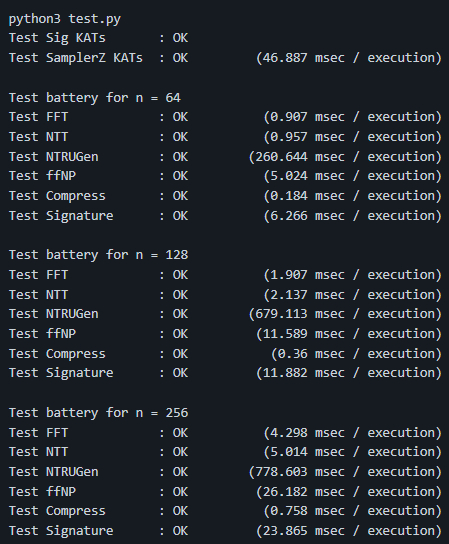 python3 test.py
Test Sig KATs       : OK
Test SamplerZ KATs  : OK         (46.887 msec / execution)

Test battery for n = 64
Test FFT            : OK          (0.907 msec / execution)
Test NTT            : OK          (0.957 msec / execution)
Test NTRUGen        : OK        (260.644 msec / execution)
Test ffNP           : OK          (5.024 msec / execution)
Test Compress       : OK          (0.184 msec / execution)
Test Signature      : OK          (6.266 msec / execution)

Test battery for n = 128
Test FFT            : OK          (1.907 msec / execution)
Test NTT            : OK          (2.137 msec / execution)
Test NTRUGen        : OK        (679.113 msec / execution)
Test ffNP           : OK         (11.589 msec / execution)
Test Compress       : OK           (0.36 msec / execution)
Test Signature      : OK         (11.882 msec / execution)

Test battery for n = 256
Test FFT            : OK          (4.298 msec / execution)
Test NTT            : OK          (5.014 msec / execution)
Test NTRUGen        : OK        (778.603 msec / execution)
Test ffNP           : OK         (26.182 msec / execution)
Test Compress       : OK          (0.758 msec / execution)
Test Signature      : OK         (23.865 msec / execution)